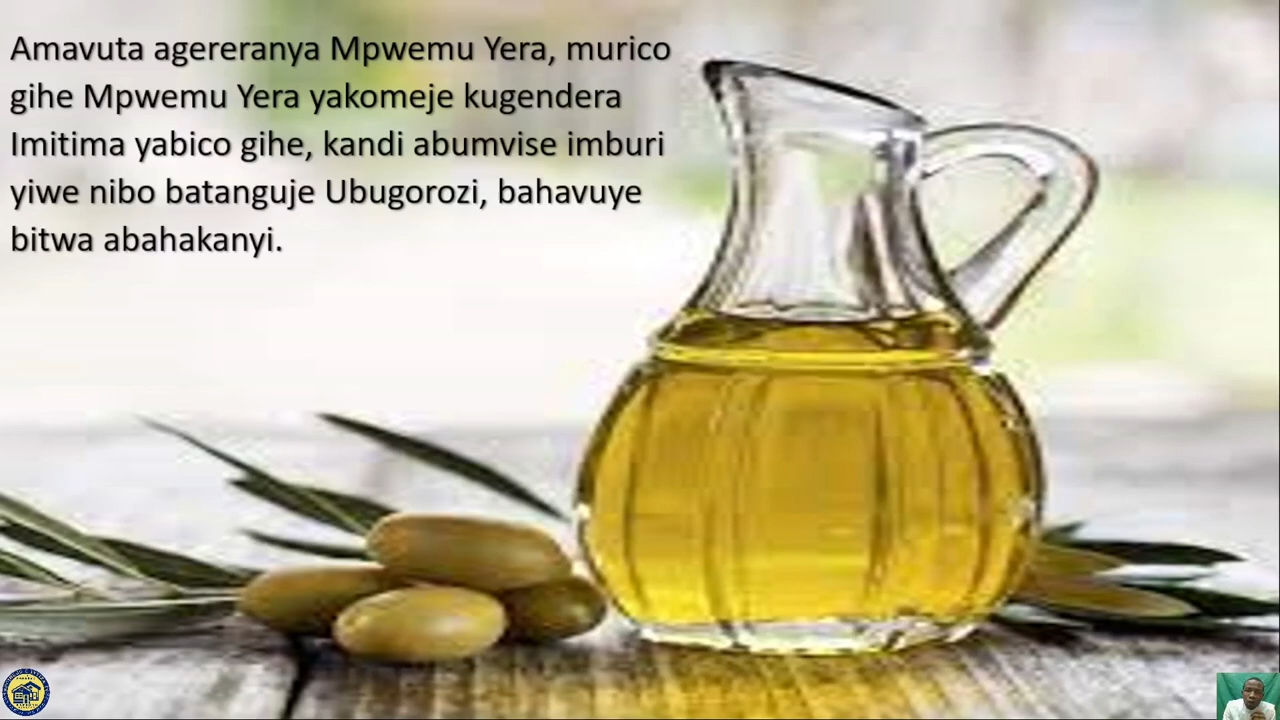 Amavuta agereranya Mpwemu Yera, murico
gihe Mpwemu Yera yakomeje kugendera
Imitima yabico gihe, kandi abumvise imburi
yiwe nibo batanguje Ubugorozi, bahavuye
bitwa abahakanyi.